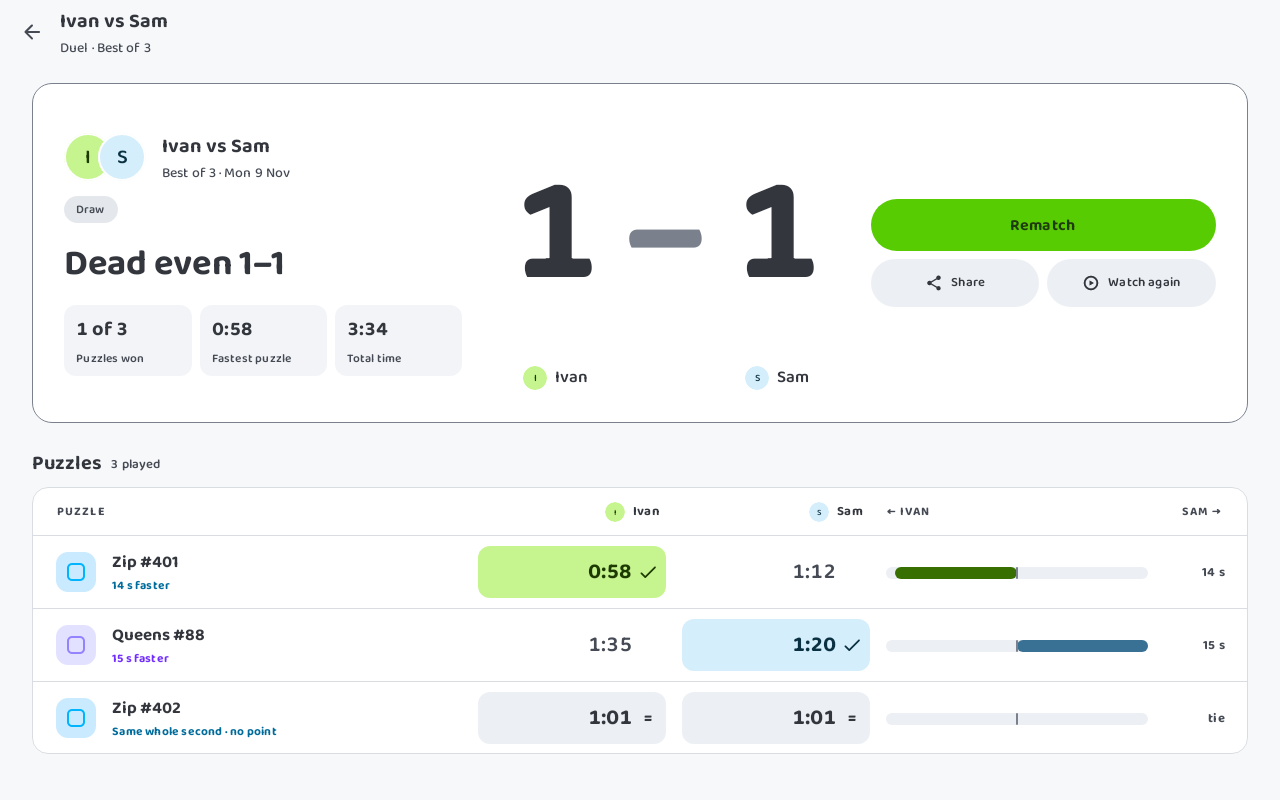 Ivan vs Sam
Duel · Best of 3
I
S
Ivan vs Sam
Best of 3 · Mon 9 Nov
Draw
Dead even 1–1
1 of 3
Puzzles won
0:58
Fastest puzzle
3:34
Total time
1 – 1
I Ivan
S Sam
Rematch
Share
Watch again
Puzzles 3 played
PUZZLE
I Ivan
S Sam
← IVAN
SAM →
Zip #401
14 s faster
0:58
1:12
14 s
Queens #88
15 s faster
1:35
1:20
15 s
Zip #402
Same whole second · no point
1:01 =
1:01 =
tie